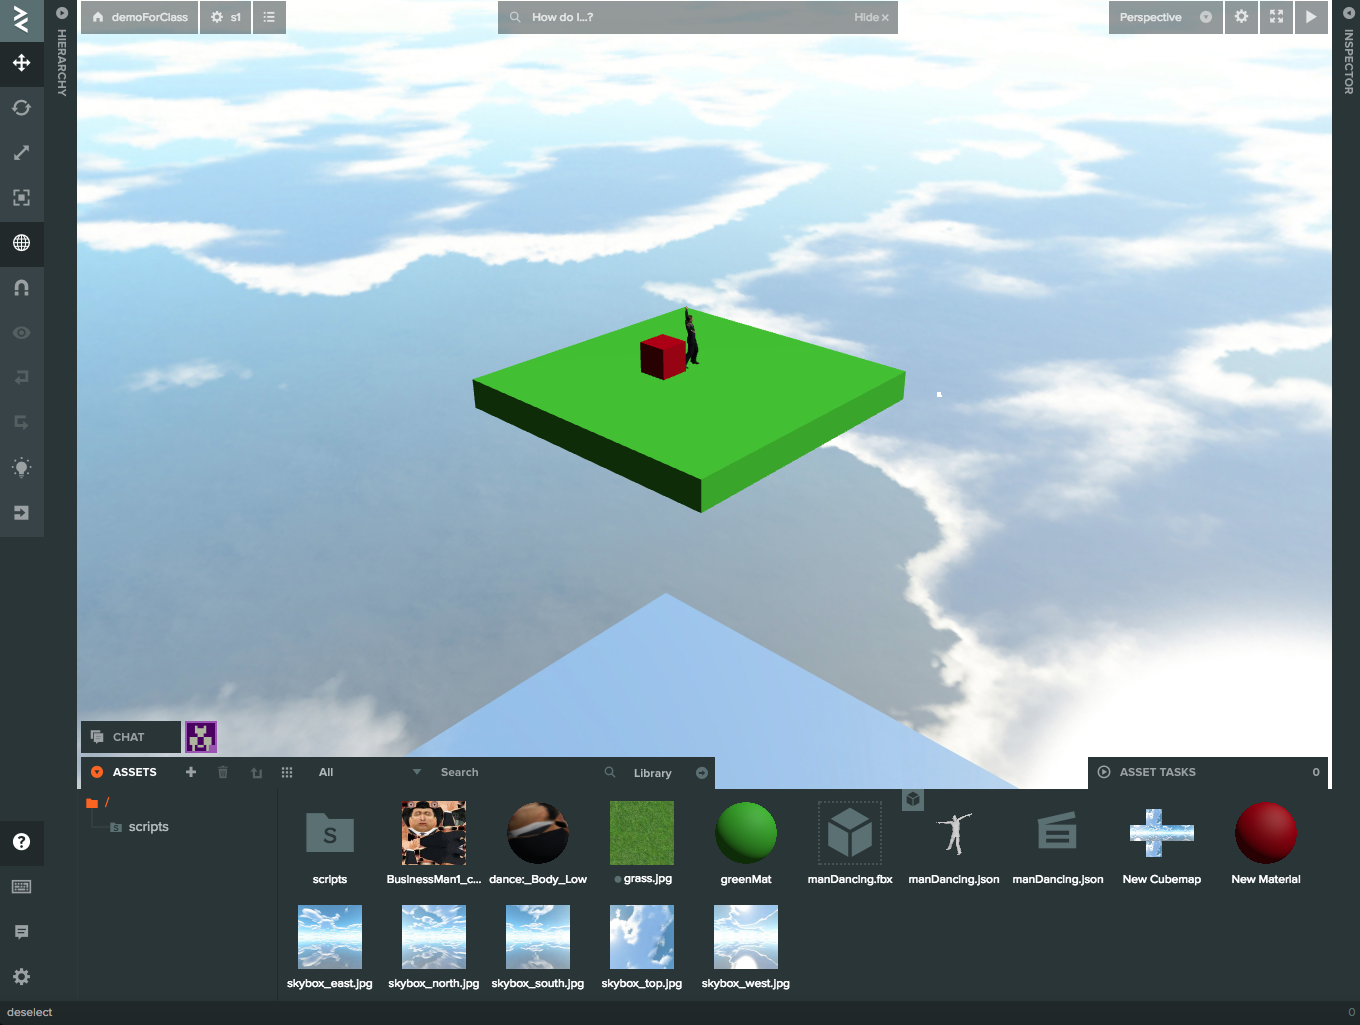 demoForClass
s1
How do I...?
Hide ×
Perspective
HIERARCHY
INSPECTOR
CHAT
ASSETS
All
Search
Library
ASSET TASKS
0
/
scripts
S
scripts
BusinessMan1_c...
dance:_Body_Low
grass.jpg
greenMat
manDancing.fbx
manDancing.json
manDancing.json
New Cubemap
New Material
skybox_east.jpg
skybox_north.jpg
skybox_south.jpg
skybox_top.jpg
skybox_west.jpg
deselect
0